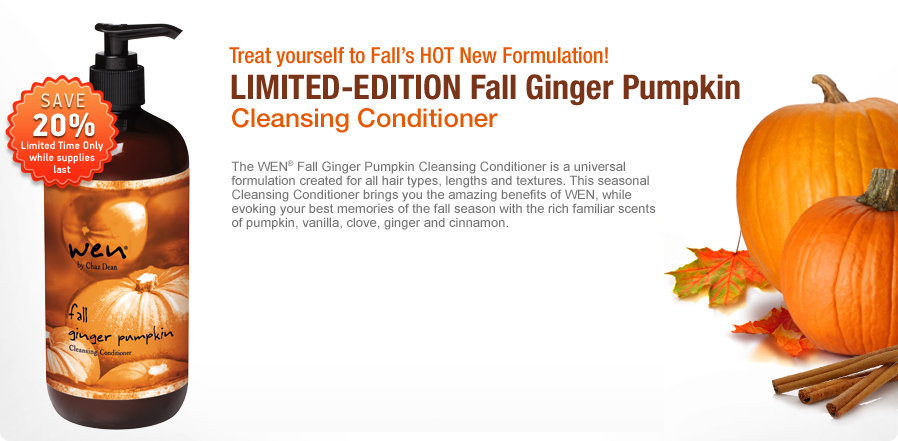 Treat yourself to Fall's HOT New Formulation!
LIMITED-EDITION Fall Ginger Pumpkin
Cleansing Conditioner
SAVE
20%
Limited Time Only
while supplies
last
The WEN® Fall Ginger Pumpkin Cleansing Conditioner is a universal
formulation created for all hair types, lengths and textures. This seasonal
Cleansing Conditioner brings you the amazing benefits of WEN, while
evoking your best memories of the fall season with the rich familiar scents
of pumpkin, vanilla, clove, ginger and cinnamon.
wen®
by Chaz Dean
fall
ginger pumpkin
Cleansing Conditioner